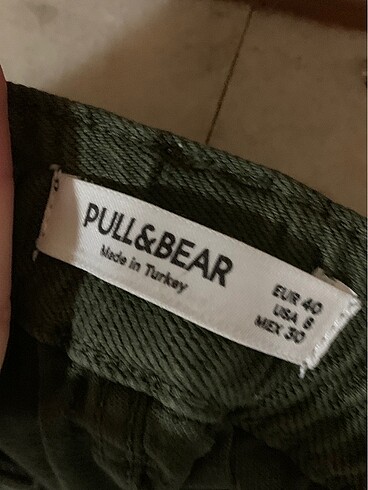 PULL&BEAR
Made in Turkey
EUR 40
USA 8
MEX 30